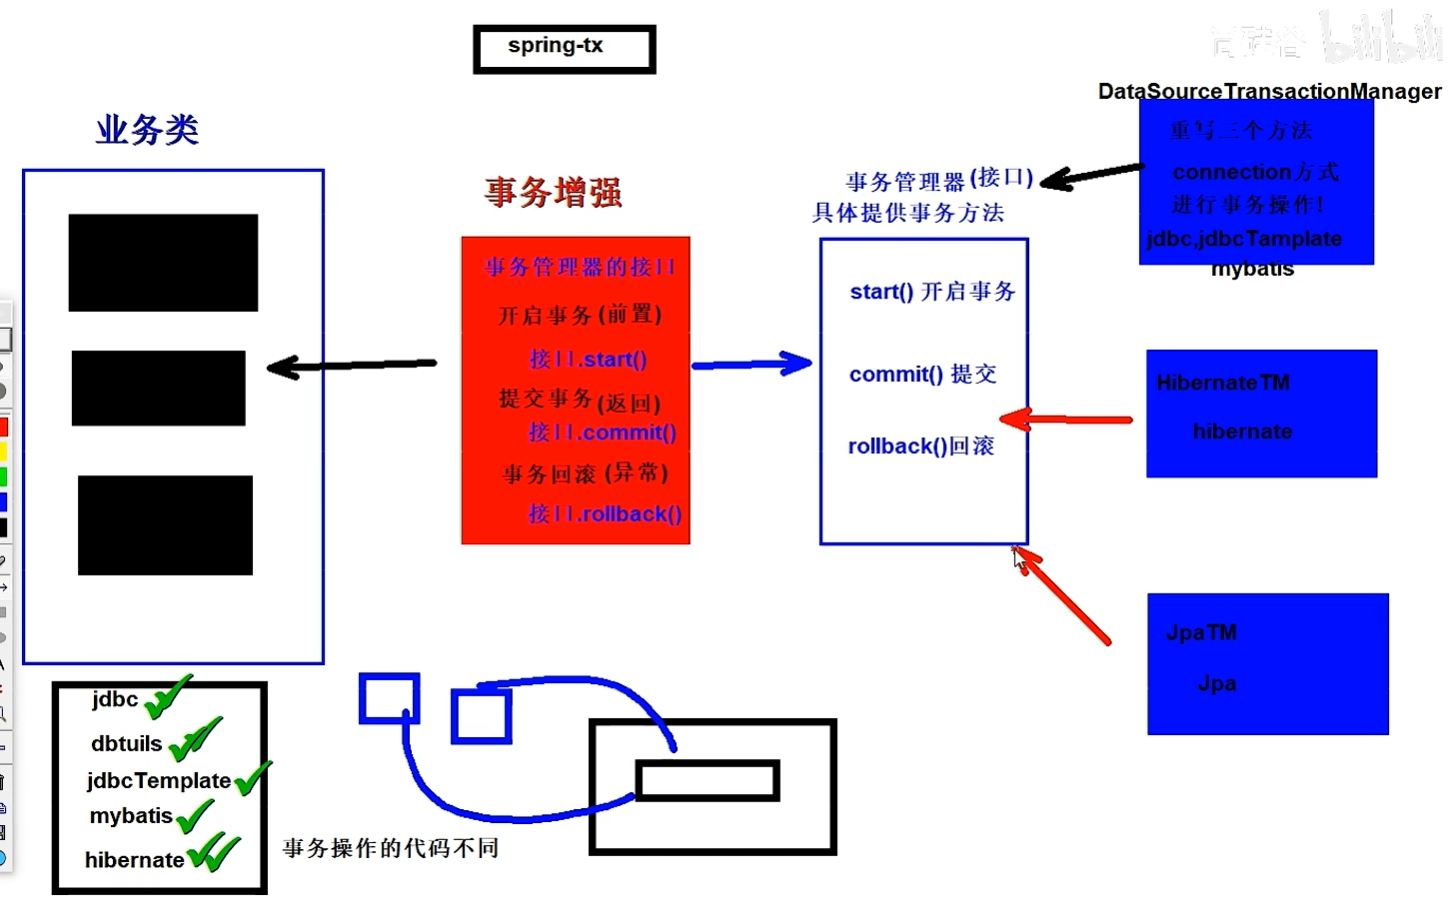 spring-tx
尚硅谷 bilibili
DataSourceTransactionManager
业务类
重写三个方法
connection方式
进行事务操作!
jdbc,jdbcTamplate
mybatis
事务增强
事务管理器(接口)
具体提供事务方法
事务管理器的接口
开启事务(前置)
接口.start()
提交事务(返回)
接口.commit()
事务回滚(异常)
接口.rollback()
start() 开启事务
commit() 提交
rollback()回滚
HibernateTM
hibernate
JpaTM
Jpa
jdbc
dbtuils
jdbcTemplate
mybatis
hibernate
事务操作的代码不同